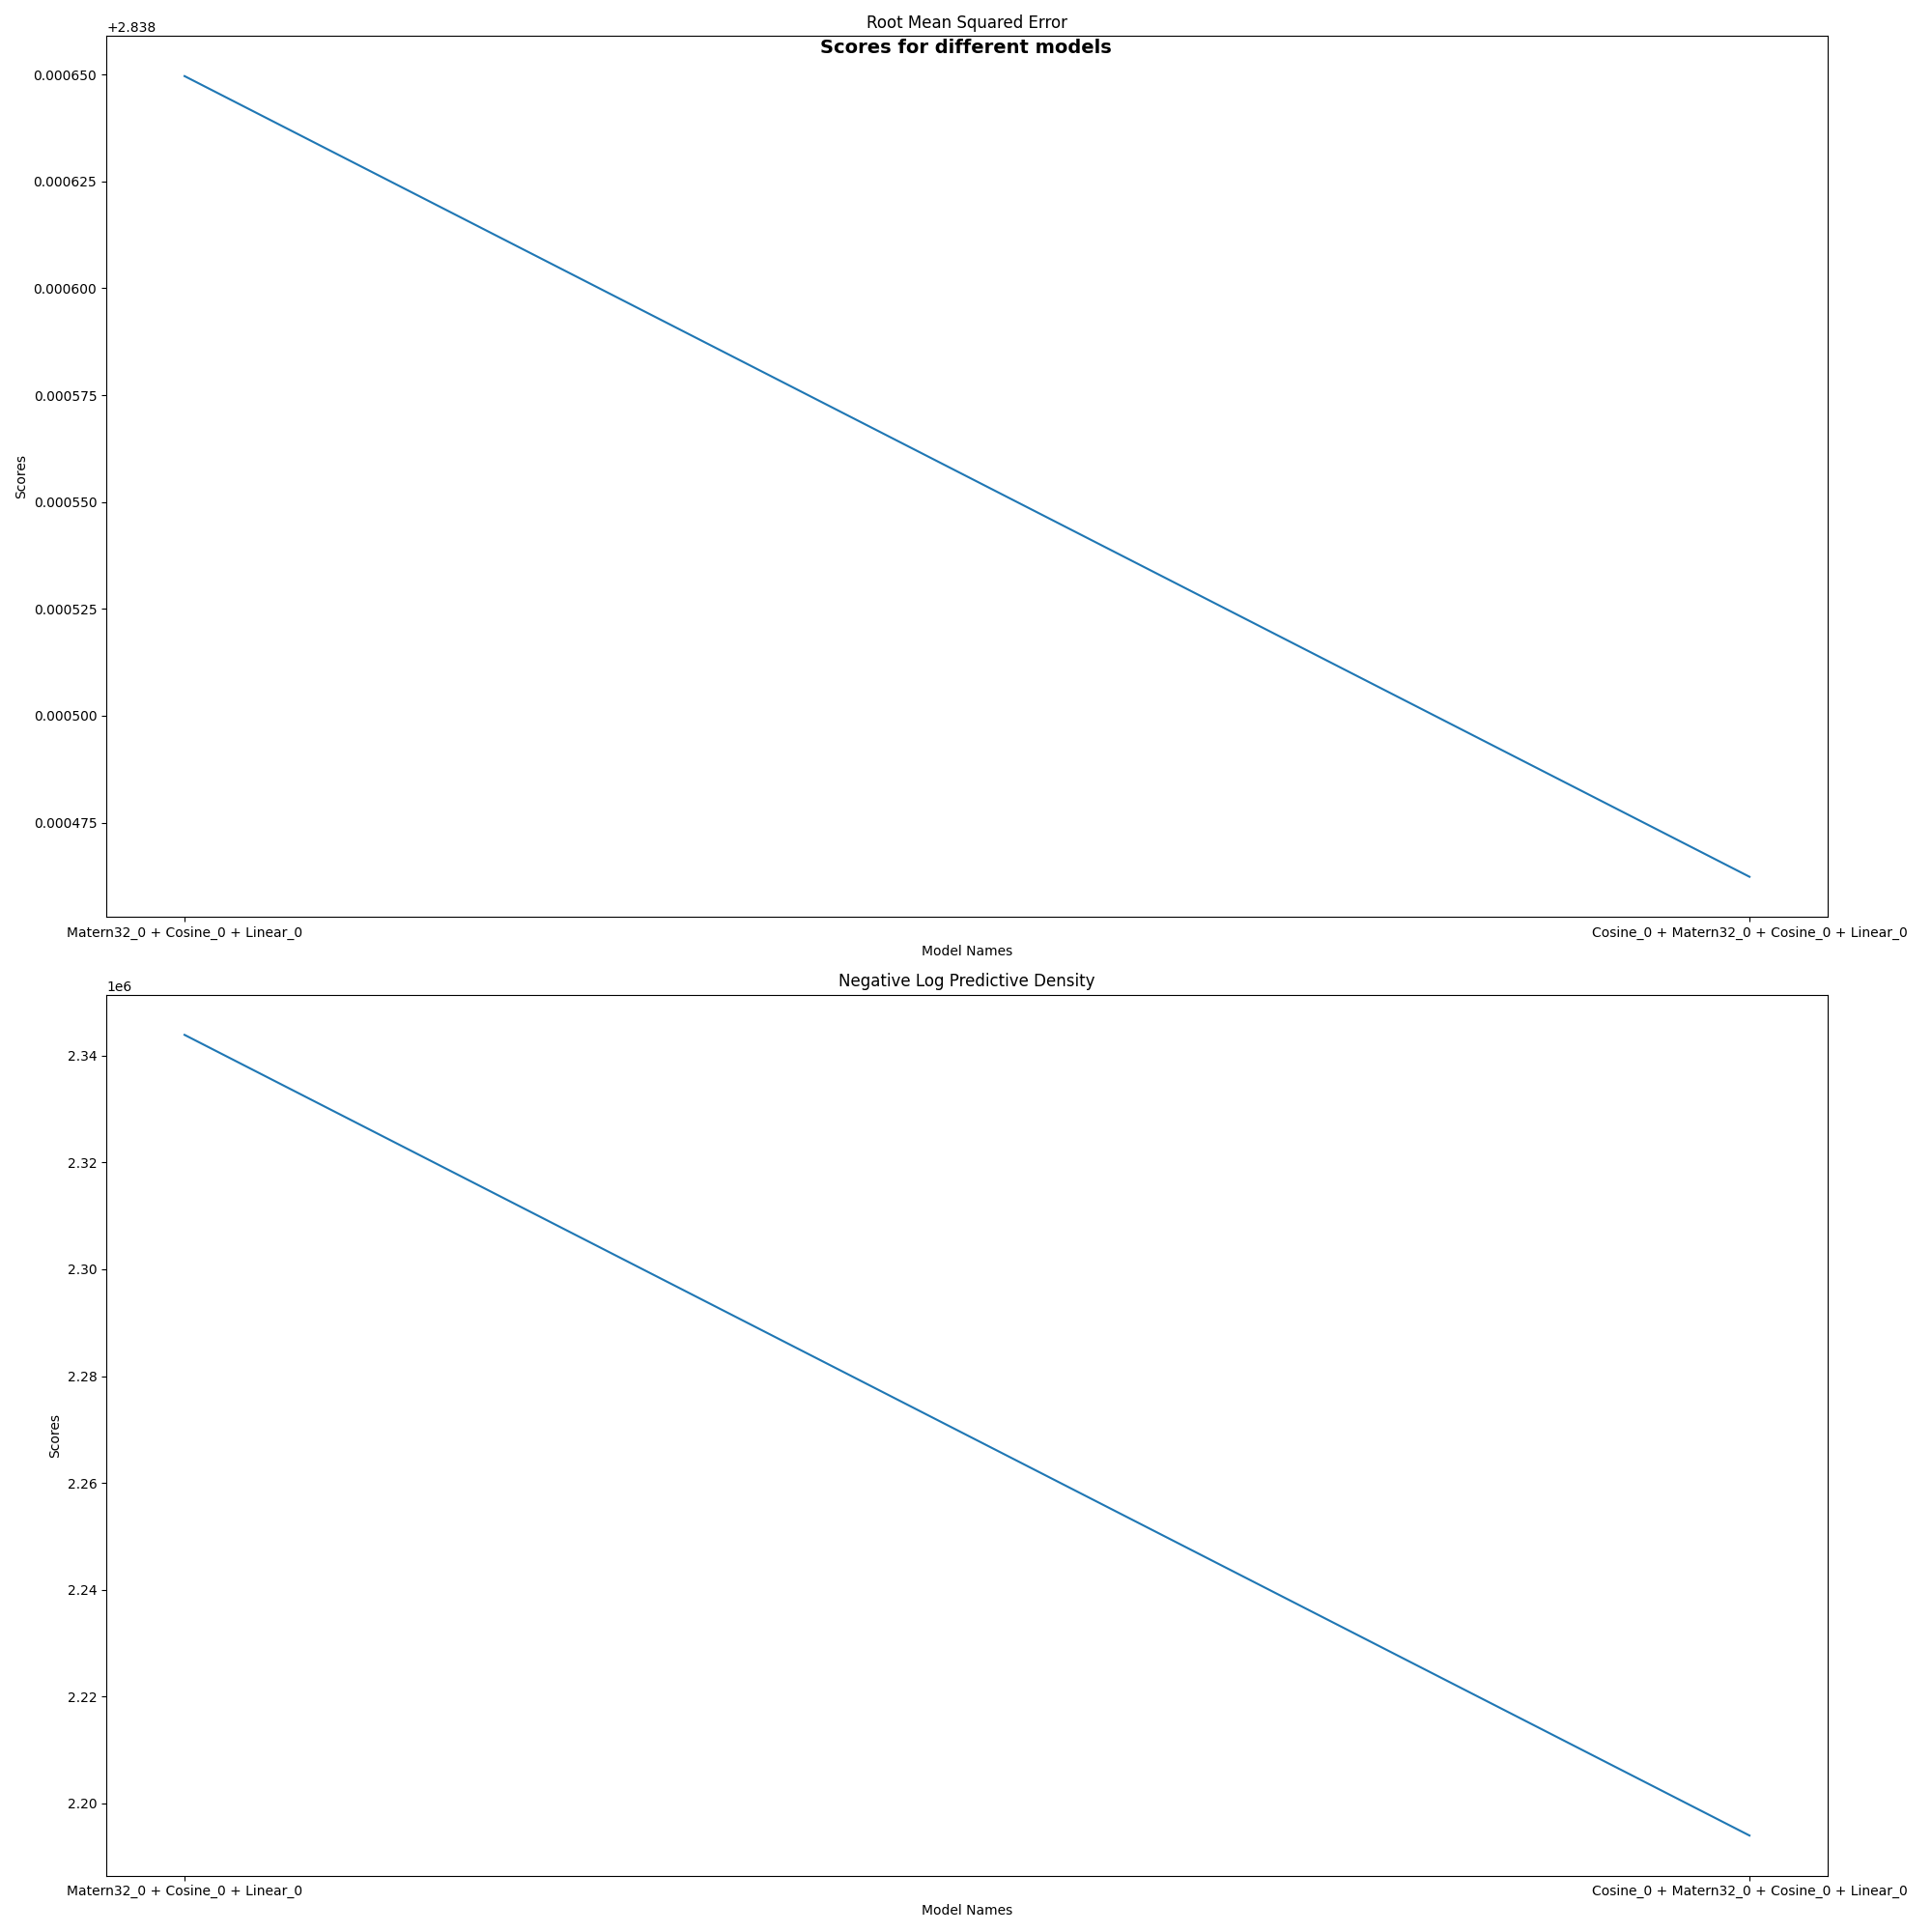 Root Mean Squared Error
+2.838
Scores for different models
0.000650
0.000625
0.000600
0.000575
0.000550
0.000525
0.000500
0.000475
Scores
Matern32_0 + Cosine_0 + Linear_0
Cosine_0 + Matern32_0 + Cosine_0 + Linear_0
Model Names
Negative Log Predictive Density
1e6
2.34
2.32
2.30
2.28
2.26
2.24
2.22
2.20
Scores
Matern32_0 + Cosine_0 + Linear_0
Cosine_0 + Matern32_0 + Cosine_0 + Linear_0
Model Names